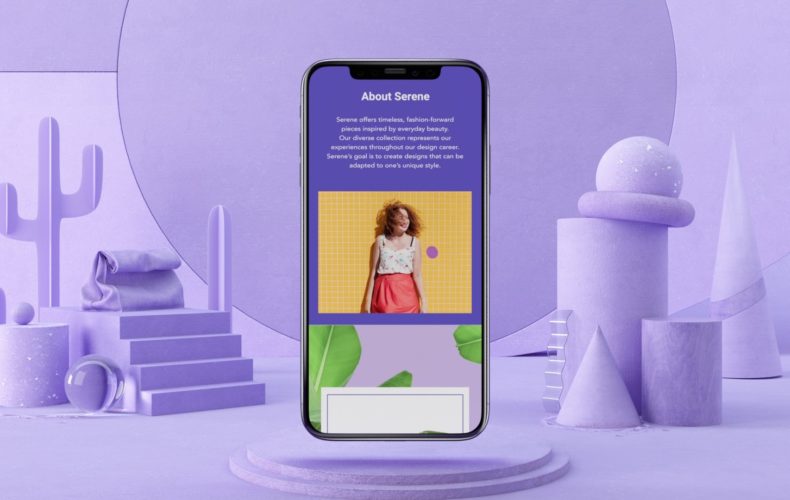 About Serene
Serene offers timeless, fashion-forward
pieces inspired by everyday beauty.
Our diverse collection represents our
experiences throughout our design career.
Serene's goal is to create designs that can be
adapted to one's unique style.